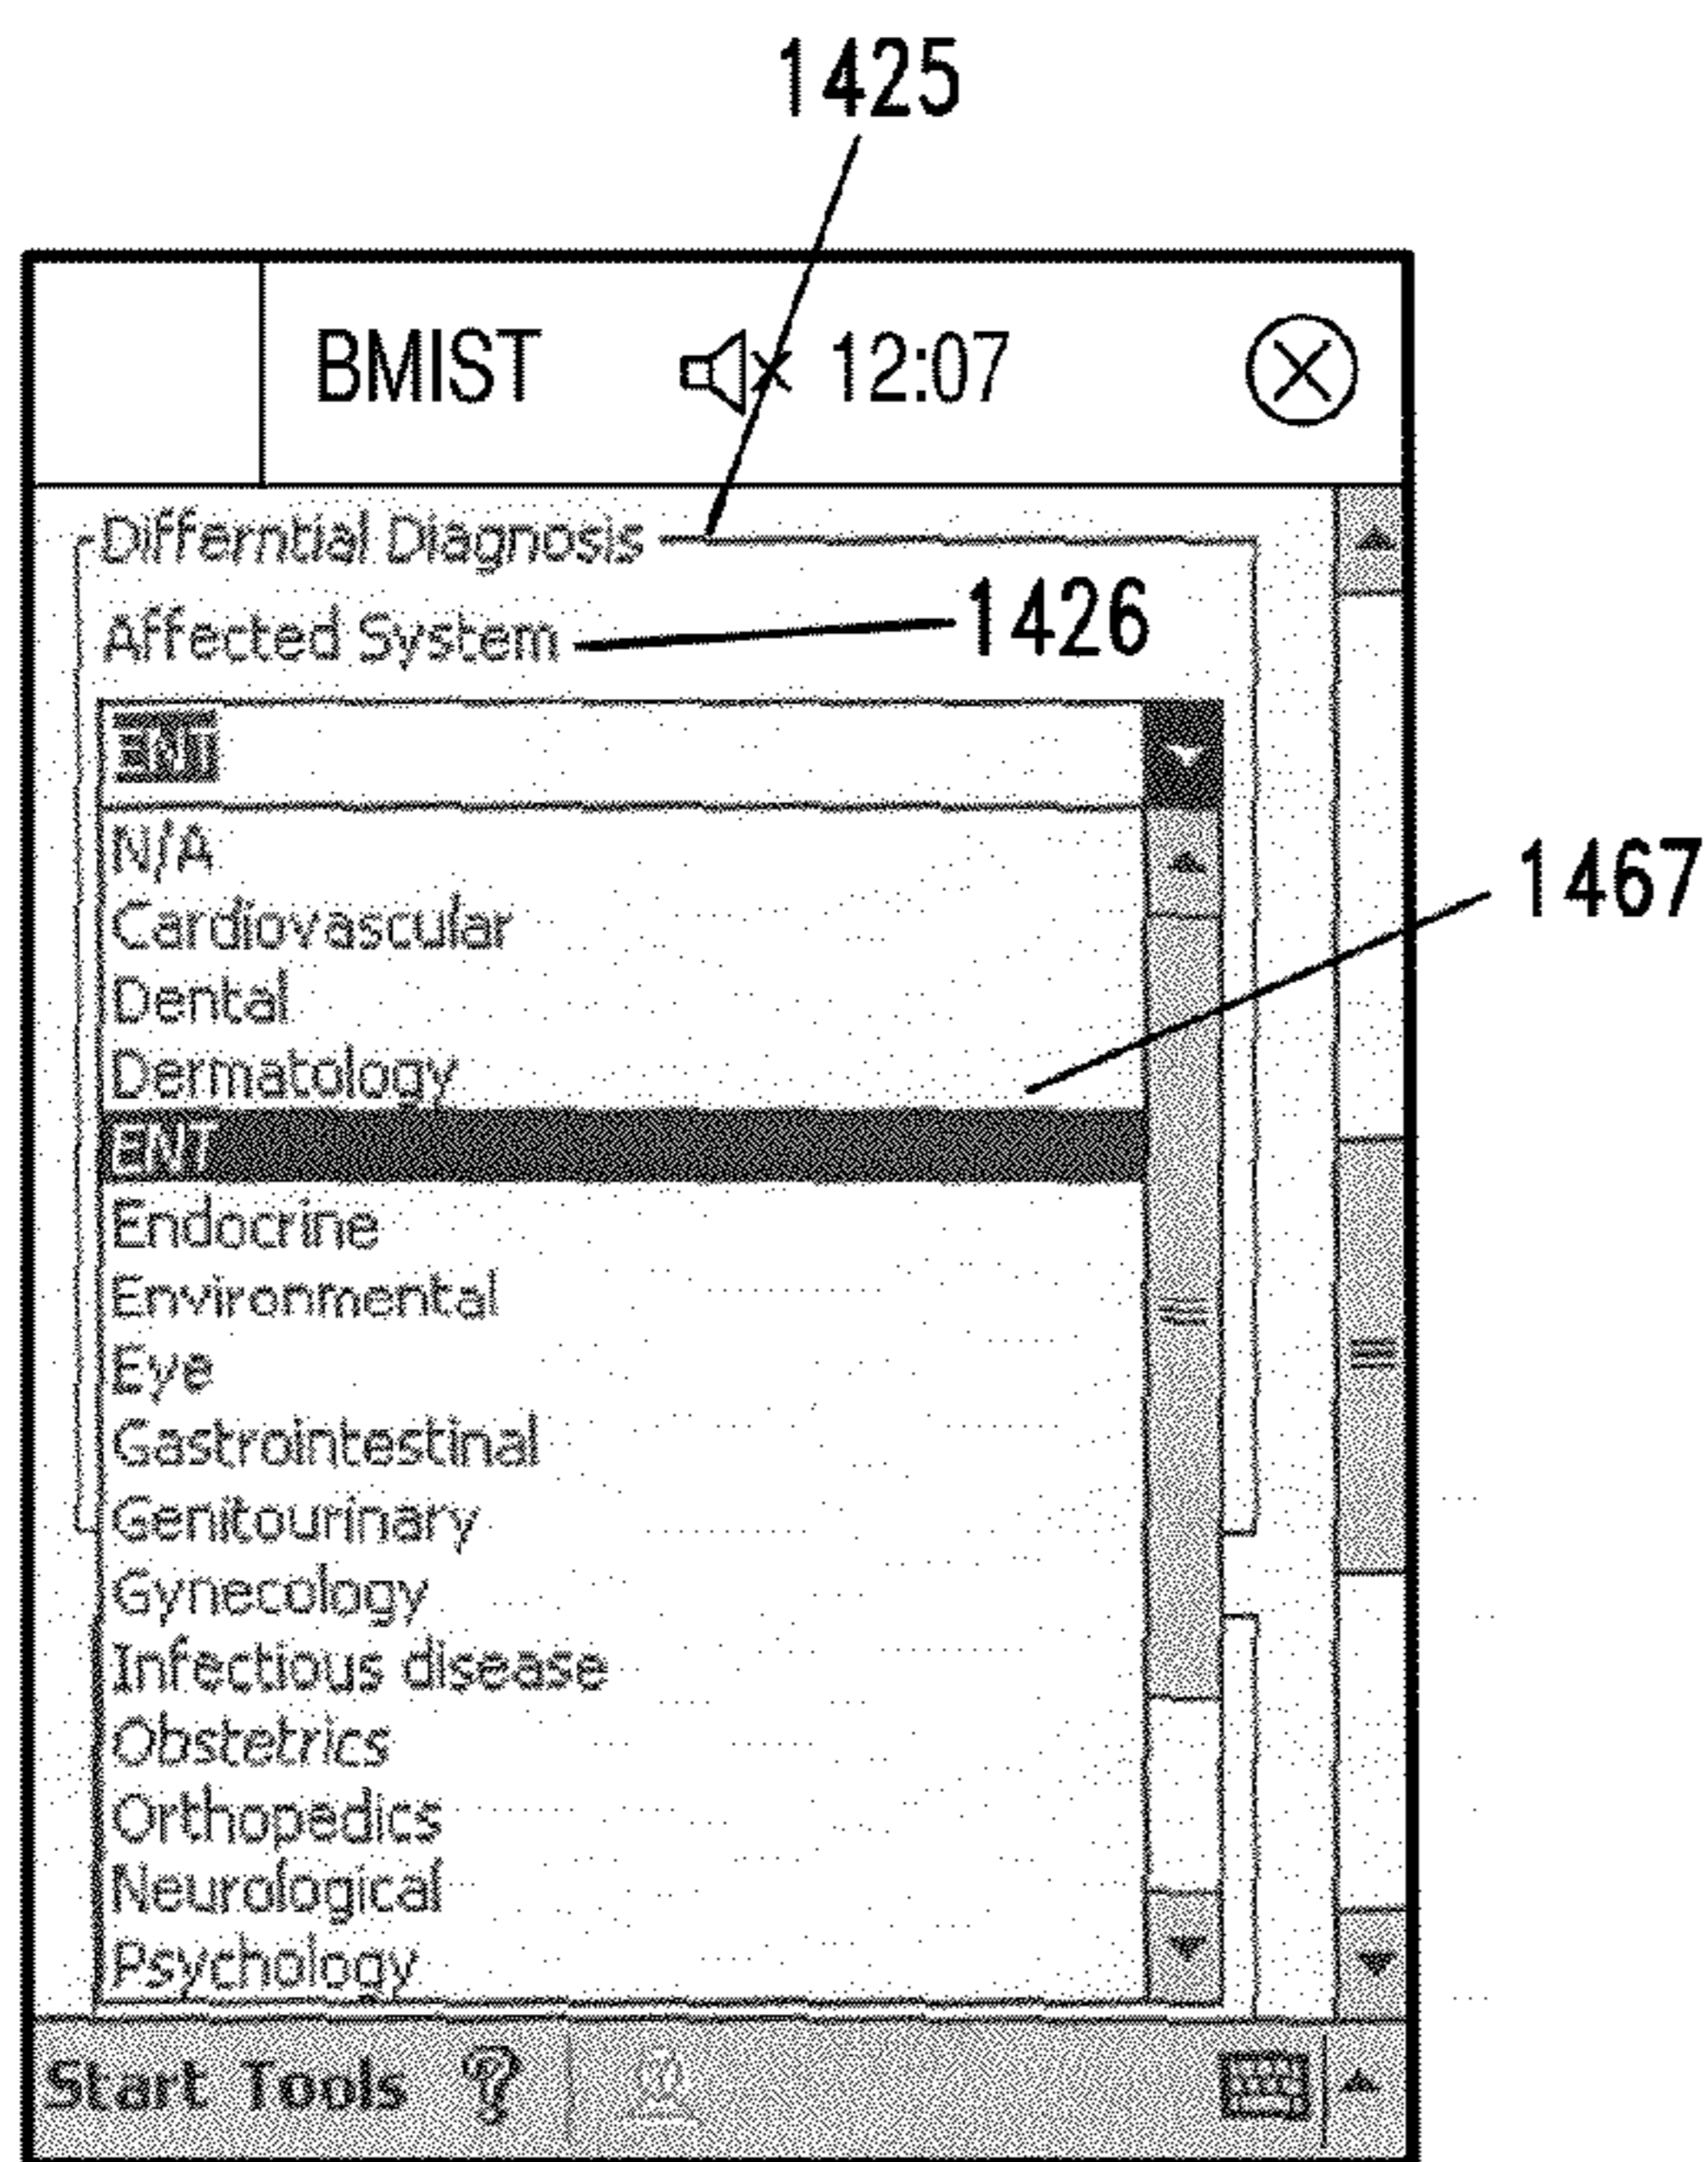 1425
BMIST 12:07
Differntial Diagnosis
Affected System 1426
ENT
N/A
Cardiovascular
1467
Dental
Dermatology
ENT
Endocrine
Environmental
Eye
Gastrointestinal
Genitourinary
Gynecology
Infectious disease
Obstetrics
Orthopedics
Neurological
Psychology
Start Tools ?